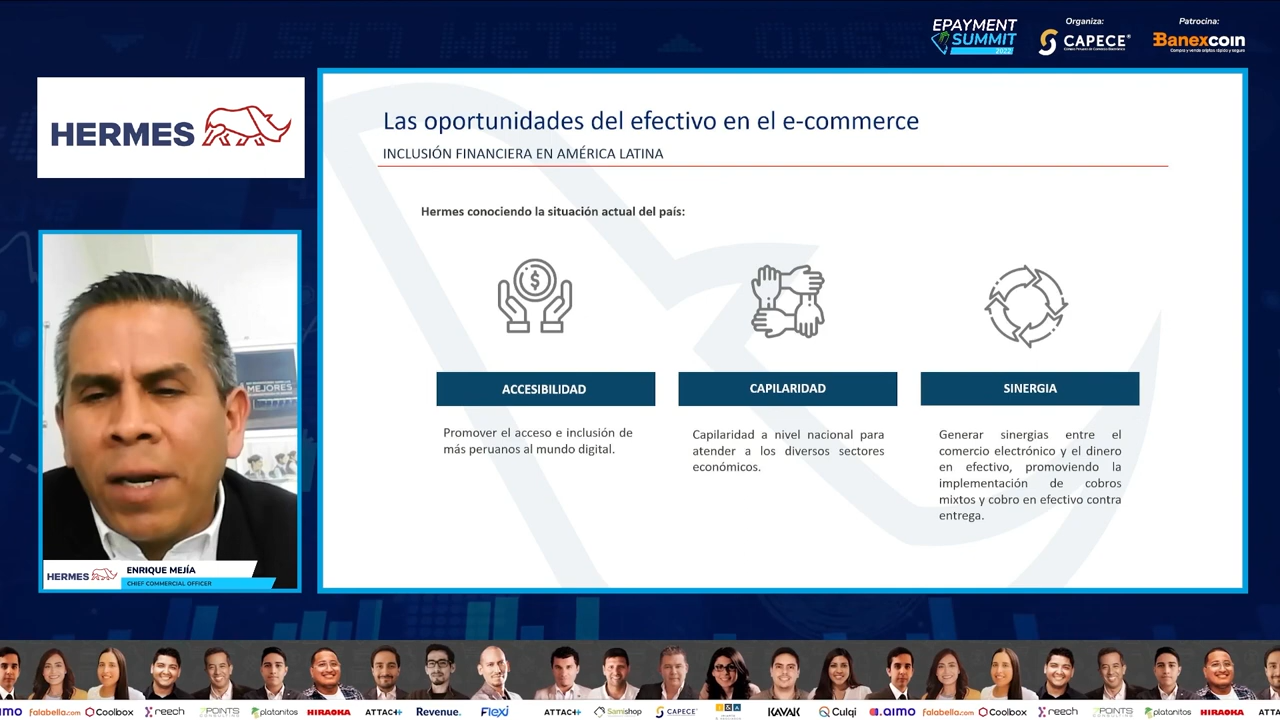 EPAYMENT
SUMMIT
2022
Organiza:
CAPECE
Patrocina:
Banexcoin
HERMES
Las oportunidades del efectivo en el e-commerce
INCLUSIÓN FINANCIERA EN AMÉRICA LATINA
Hermes conociendo la situación actual del país:
ACCESIBILIDAD
Promover el acceso e inclusión de
más peruanos al mundo digital.
CAPILARIDAD
Capilaridad a nivel nacional para
atender a los diversos sectores
económicos.
SINERGIA
Generar sinergias entre el
comercio electrónico y el dinero
en efectivo, promoviendo la
implementación de cobros
mixtos y cobro en efectivo contra
entrega.
MEJORES
HERMES
ENRIQUE MEJÍA
CHIEF COMMERCIAL OFFICER
falabella.com Coolbox reech 7POINTS platanitos HIRAOKA ATTAC++ Revenue. Flexi ATTAC++ Samishop CAPECE KAVAK Culqi aimo falabella.com Coolbox reech 7POINTS platanitos HIRAOKA